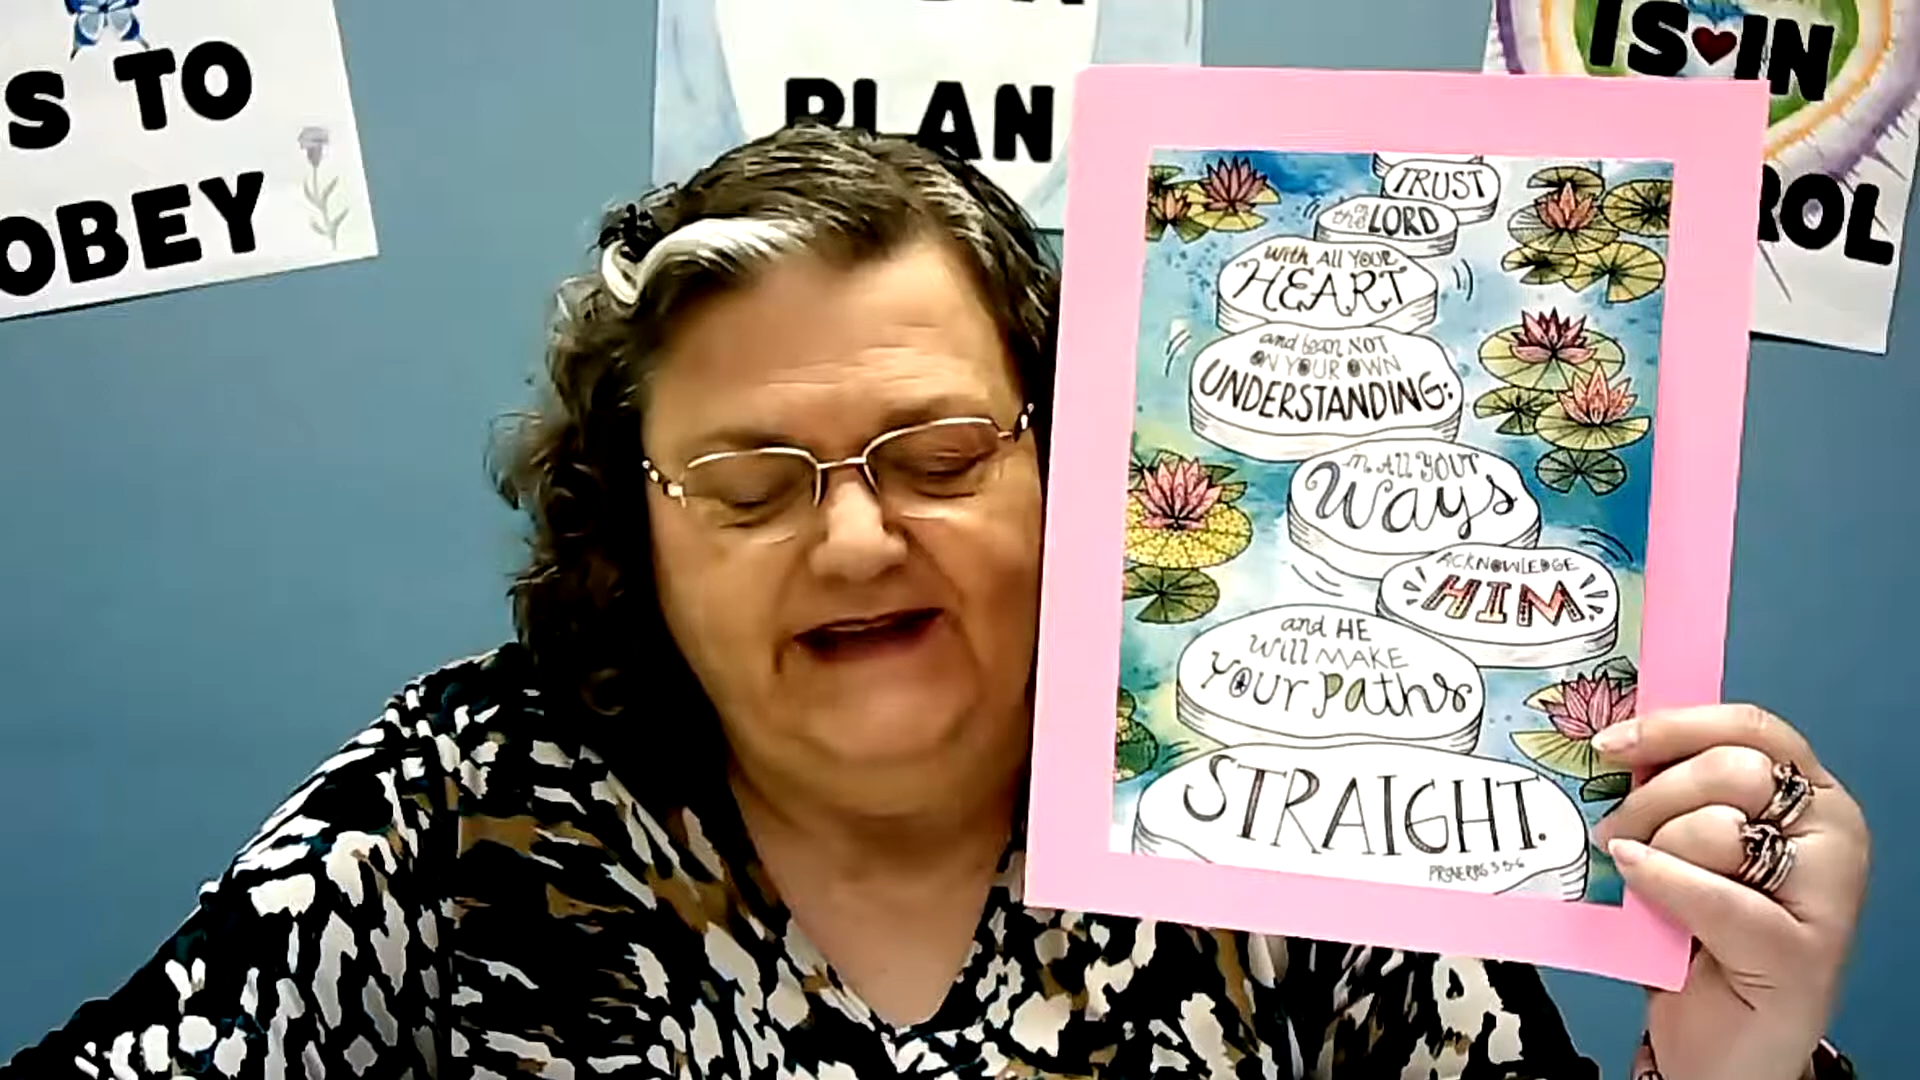 S TO
OBEY
PLAN
IS IN
ROL
TRUST
in the LORD
with ALL YOUR
HEART
and lean NOT
ON YOUR OWN
UNDERSTANDING:
in All YOUR
Ways
ACKNOWLEDGE
HIM,
and HE
will MAKE
YOUR PATHS
STRAIGHT.
PROVERBS 3:5-6